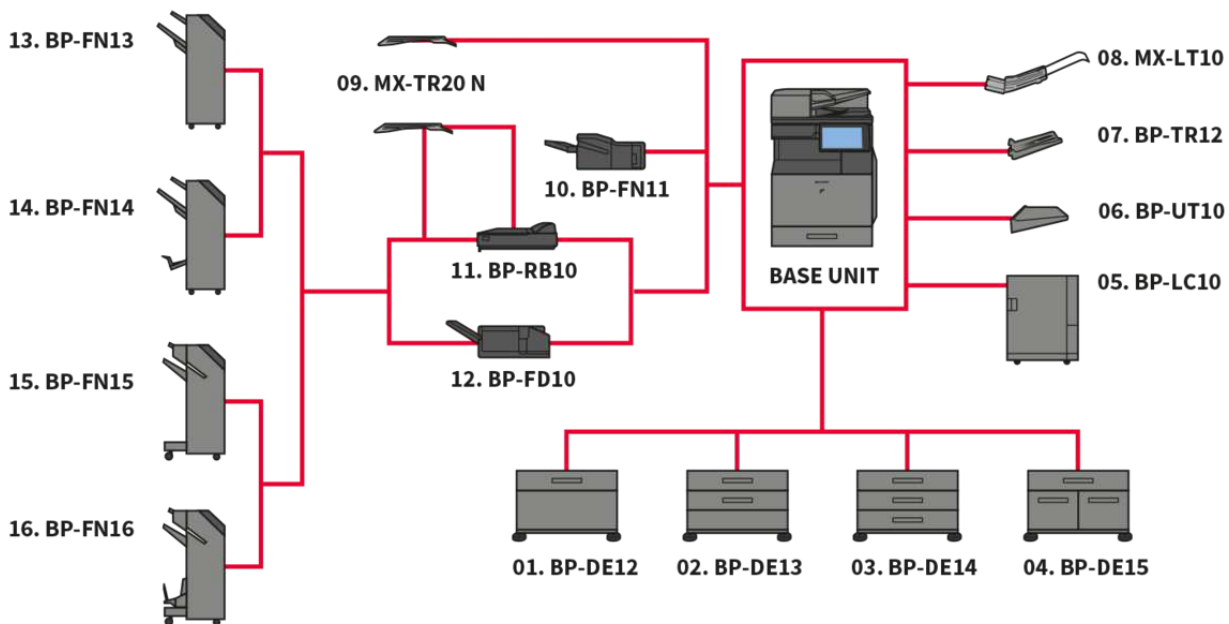 13. BP-FN13
09. MX-TR20 N
08. MX-LT10
07. BP-TR12
14. BP-FN14
10. BP-FN11
06. BP-UT10
11. BP-RB10
BASE UNIT
05. BP-LC10
15. BP-FN15
12. BP-FD10
16. BP-FN16
01. BP-DE12
02. BP-DE13
03. BP-DE14
04. BP-DE15